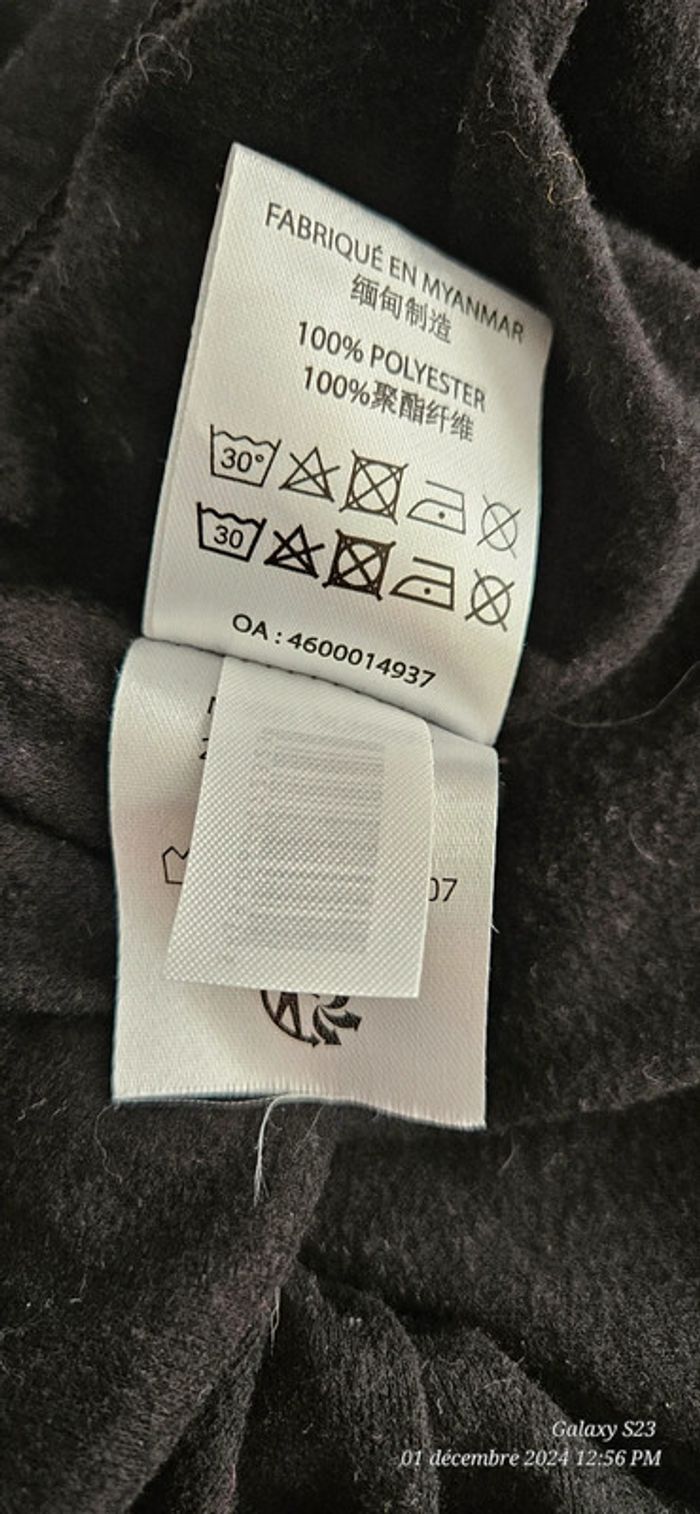 FABRIQUÉ EN MYANMAR
缅甸制造
100% POLYESTER
100%聚酯纤维
30°
30
OA : 4600014937
07
Galaxy S23
01 décembre 2024 12:56 PM